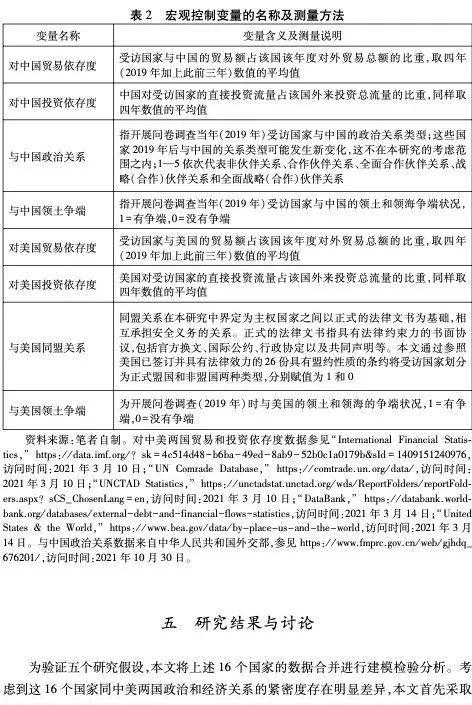 表 2 宏观控制变量的名称及测量方法
变量名称 变量含义及测量说明
对中国贸易依存度 受访国家与中国的贸易额占该国该年度对外贸易总额的比重,取四年
(2019 年加上此前三年)数值的平均值
对中国投资依存度 中国对受访国家的直接投资流量占该国外来投资总流量的比重,同样取
四年数值的平均值
与中国政治关系 指开展问卷调查当年(2019 年)受访国家与中国的政治关系类型;这些国
家 2019 年后与中国的关系类型可能发生新变化,这不在本研究的考虑范
围之内;1—5 依次代表非伙伴关系、合作伙伴关系、全面合作伙伴关系、战
略(合作)伙伴关系和全面战略(合作)伙伴关系
与中国领土争端 指开展问卷调查当年(2019 年)受访国家与中国的领土和领海争端状况,
1=有争端,0=没有争端
对美国贸易依存度 受访国家与美国的贸易额占该国该年度对外贸易总额的比重,取四年
(2019 年加上此前三年)数值的平均值
对美国投资依存度 美国对受访国家的直接投资流量占该国外来投资总流量的比重,同样取
四年数值的平均值
与美国同盟关系 同盟关系在本研究中界定为主权国家之间以正式的法律文书为基础,相
互承担安全义务的关系。正式的法律文书指具有法律约束力的书面协
议,包括官方换文、国际公约、行政协定以及共同声明等。本文通过参照
美国已签订并具有法律效力的 26 份具有盟约性质的条约将受访国家划分
为正式盟国和非盟国两种类型,分别赋值为 1 和 0
与美国领土争端 为开展问卷调查(2019 年)时与美国的领土和领海的争端状况,1=有争
端,0=没有争端
资料来源:笔者自制。对中美两国贸易和投资依存度数据参见“International Financial Statis-
tics,” https://data.imf.org/? sk=4c514d48-b6ba-49ed-8ab9-52b0c1a0179b&sId=1409151240976,
访问时间:2021 年 3 月 10 日;“UN Comrade Database,” https://comtrade.un.org/data/,访问时间:
2021 年 3 月 10 日;“UNCTAD Statistics,” https://unctadstat.unctad.org/wds/ReportFolders/reportFold-
ers.aspx? sCS_ChosenLang=en,访问时间:2021 年 3 月 10 日;“DataBank,” https://databank.world-
bank.org/databases/external-debt-and-financial-flows-statistics,访问时间:2021 年 3 月 14 日;“United
States & the World,” https://www.bea.gov/data/by-place-us-and-the-world,访问时间:2021 年 3 月
14 日。与中国政治关系数据来自中华人民共和国外交部,参见 https://www.fmprc.gov.cn/web/gjhdq_
676201/,访问时间:2021 年 10 月 30 日。
五 研究结果与讨论
为验证五个研究假设,本文将上述 16 个国家的数据合并进行建模检验分析。考
虑到这 16 个国家同中美两国政治和经济关系的紧密度存在明显差异,本文首先采取